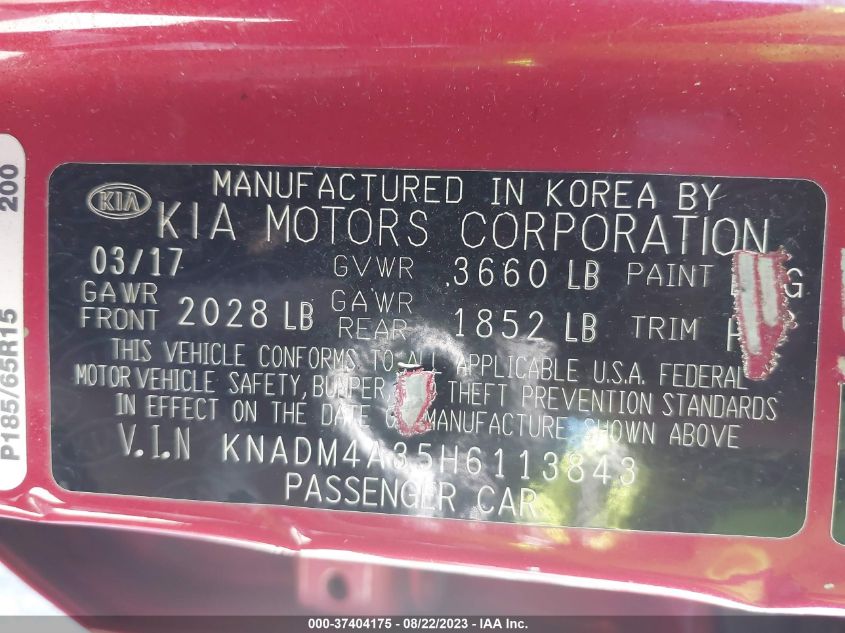 P185/65R15 200
KIA
MANUFACTURED IN KOREA BY
KIA MOTORS CORPORATION
03/17 GVWR 3660 LB PAINT
GAWR FRONT 2028 LB GAWR REAR 1852 LB TRIM
THIS VEHICLE CONFORMS TO ALL APPLICABLE U.S.A. FEDERAL
MOTOR VEHICLE SAFETY, BUMPER, THEFT PREVENTION STANDARDS
IN EFFECT ON THE DATE MANUFACTURE SHOWN ABOVE
V.I.N KNADM4A35H6113843
PASSENGER CAR
000-37404175 - 08/22/2023 - IAA Inc.